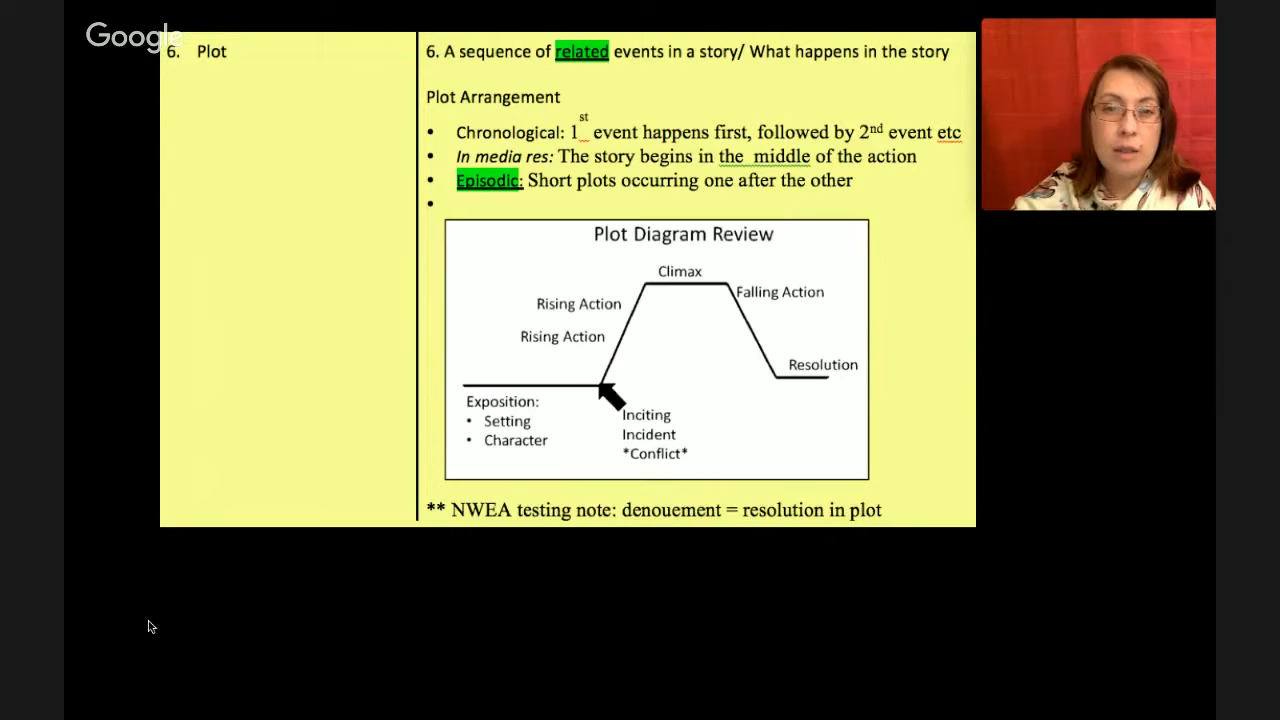 Google
6. Plot
6. A sequence of related events in a story/ What happens in the story
Plot Arrangement
• Chronological: 1st event happens first, followed by 2nd event etc
• In media res: The story begins in the middle of the action
• Episodic: Short plots occurring one after the other
•
Plot Diagram Review
Climax
Rising Action
Falling Action
Rising Action
Resolution
Exposition:
• Setting
• Character
Inciting
Incident
*Conflict*
** NWEA testing note: denouement = resolution in plot